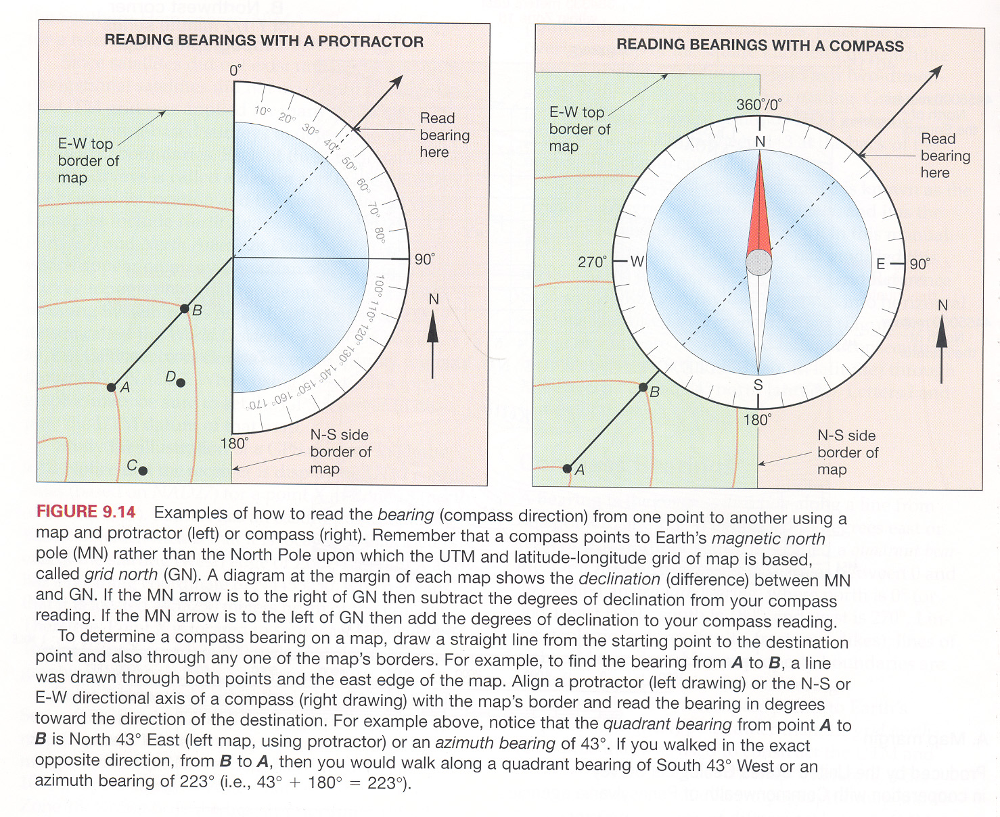 READING BEARINGS WITH A PROTRACTOR
0°
10°
20°
30°
40°
50°
60°
70°
80°
90°
100°
110°
120°
130°
140°
150°
160°
170°
180°
E-W top
border of
map
Read
bearing
here
N
B
A
D
C
N-S side
border of
map
READING BEARINGS WITH A COMPASS
360°/0°
N
E-W top
border of
map
Read
bearing
here
270°
W
E
90°
N
S
180°
B
A
N-S side
border of
map
FIGURE 9.14 Examples of how to read the bearing (compass direction) from one point to another using a
map and protractor (left) or compass (right). Remember that a compass points to Earth's magnetic north
pole (MN) rather than the North Pole upon which the UTM and latitude-longitude grid of map is based,
called grid north (GN). A diagram at the margin of each map shows the declination (difference) between MN
and GN. If the MN arrow is to the right of GN then subtract the degrees of declination from your compass
reading. If the MN arrow is to the left of GN then add the degrees of declination to your compass reading.
To determine a compass bearing on a map, draw a straight line from the starting point to the destination
point and also through any one of the map's borders. For example, to find the bearing from A to B, a line
was drawn through both points and the east edge of the map. Align a protractor (left drawing) or the N-S or
E-W directional axis of a compass (right drawing) with the map's border and read the bearing in degrees
toward the direction of the destination. For example above, notice that the quadrant bearing from point A to
B is North 43° East (left map, using protractor) or an azimuth bearing of 43°. If you walked in the exact
opposite direction, from B to A, then you would walk along a quadrant bearing of South 43° West or an
azimuth bearing of 223° (i.e., 43° + 180° = 223°).